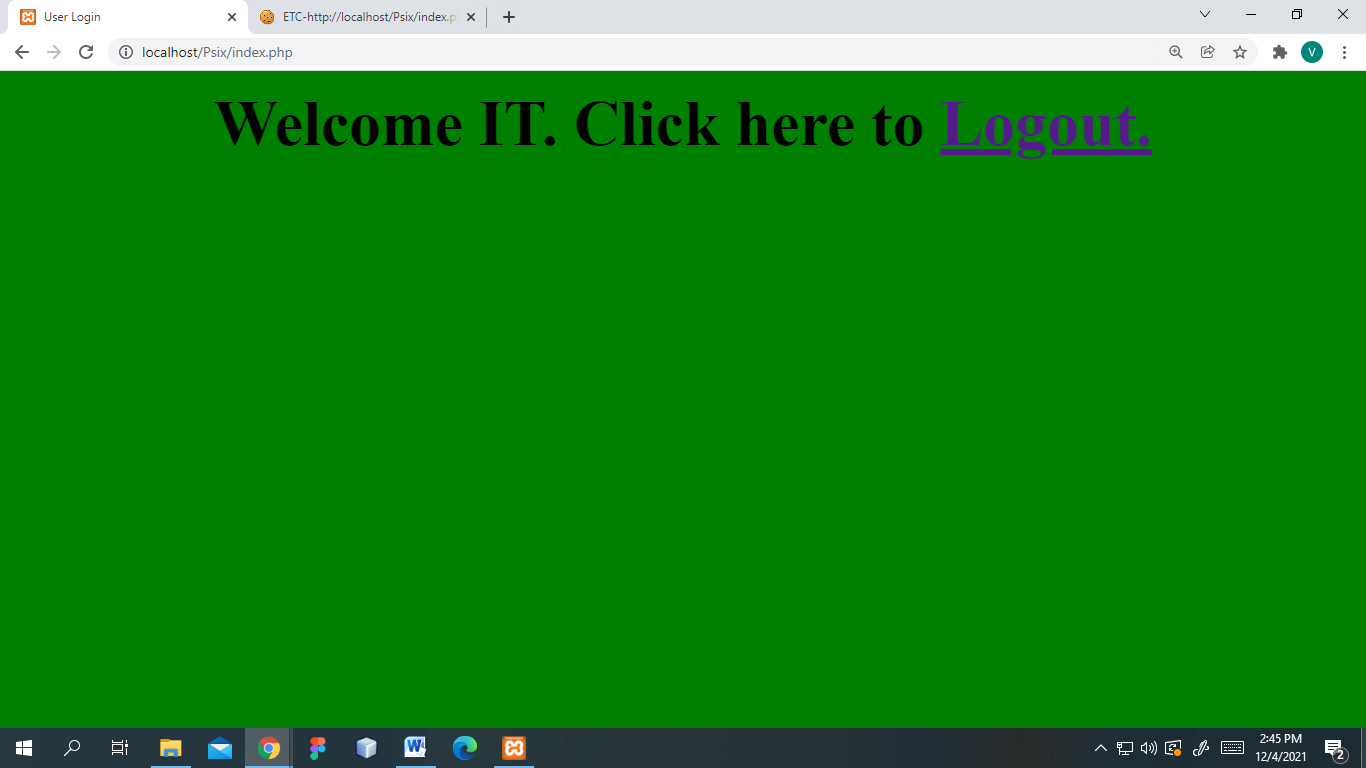 User Login
ETC-http://localhost/Psix/index.p
localhost/Psix/index.php
V
Welcome IT. Click here to Logout.
2:45 PM
12/4/2021
2